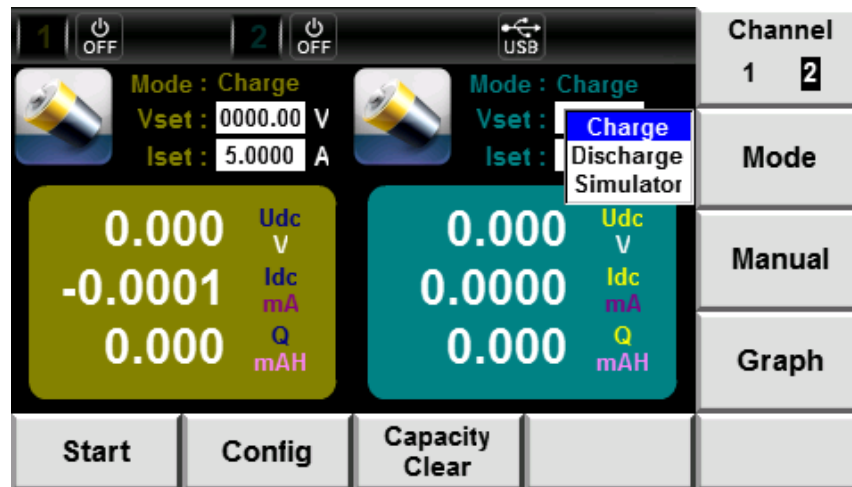 1 OFF 2 OFF USB
Channel
1 2
Mode : Charge
Vset : 0000.00 V
Iset : 5.0000 A
Mode : Charge
Vset :
Iset :
Charge
Discharge
Simulator
0.000 Udc V
-0.0001 Idc mA
0.000 Q mAH
0.000 Udc V
0.0000 Idc mA
0.000 Q mAH
Mode
Manual
Graph
Start
Config
Capacity
Clear